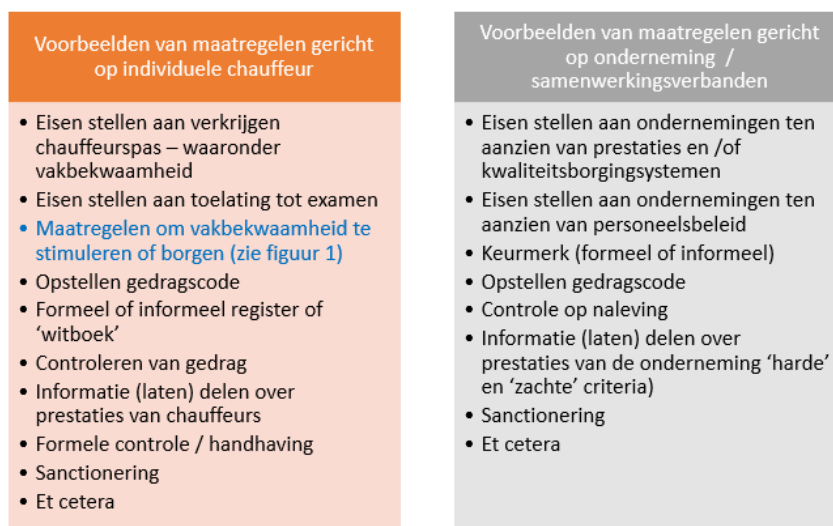 Voorbeelden van maatregelen gericht
op individuele chauffeur
• Eisen stellen aan verkrijgen
chauffeurspas – waaronder
vakbekwaamheid
• Eisen stellen aan toelating tot examen
• Maatregelen om vakbekwaamheid te
stimuleren of borgen (zie figuur 1)
• Opstellen gedragscode
• Formeel of informeel register of
‘witboek’
• Controleren van gedrag
• Informatie (laten) delen over
prestaties van chauffeurs
• Formele controle / handhaving
• Sanctionering
• Et cetera
Voorbeelden van maatregelen gericht
op onderneming /
samenwerkingsverbanden
• Eisen stellen aan ondernemingen ten
aanzien van prestaties en /of
kwaliteitsborgingsystemen
• Eisen stellen aan ondernemingen ten
aanzien van personeelsbeleid
• Keurmerk (formeel of informeel)
• Opstellen gedragscode
• Controle op naleving
• Informatie (laten) delen over
prestaties van de onderneming ‘harde’
en ‘zachte’ criteria)
• Sanctionering
• Et cetera